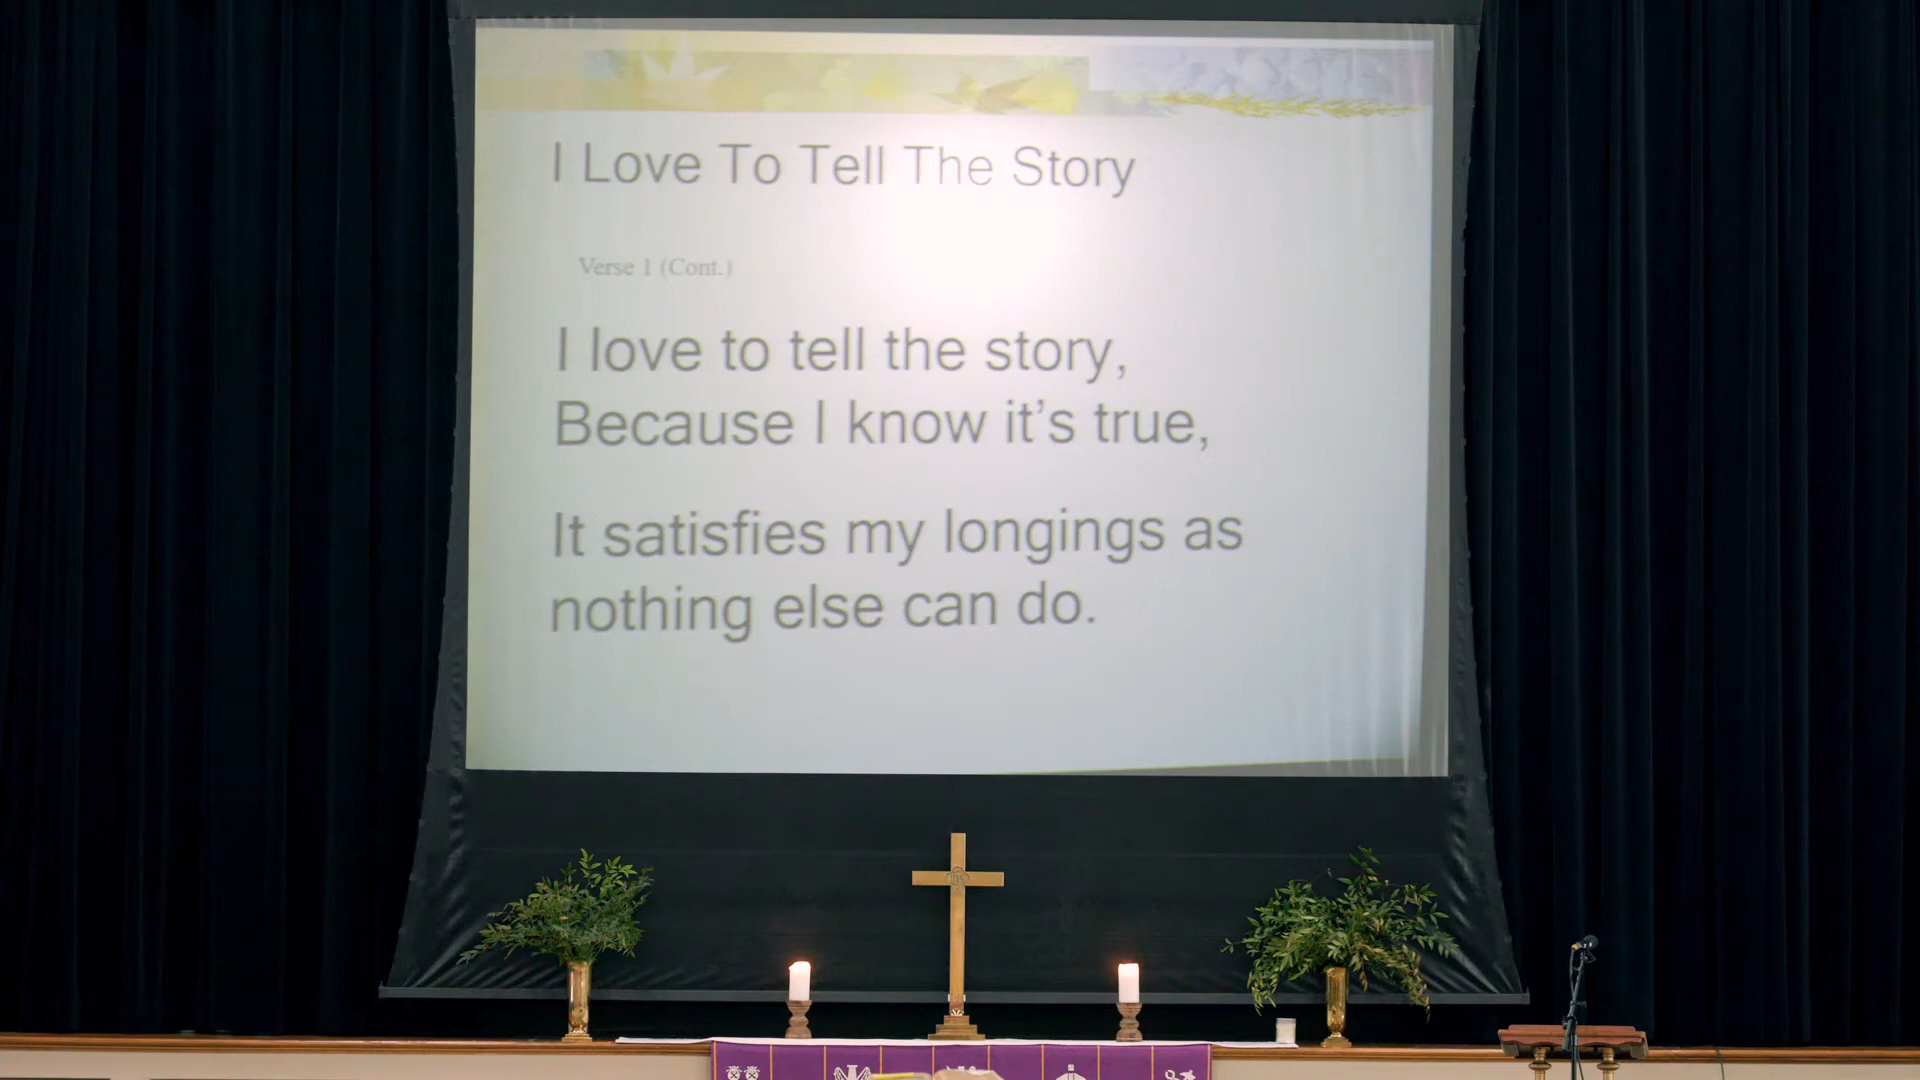 I Love To Tell The Story
Verse 1 (Cont.)
I love to tell the story,
Because I know it’s true,
It satisfies my longings as
nothing else can do.